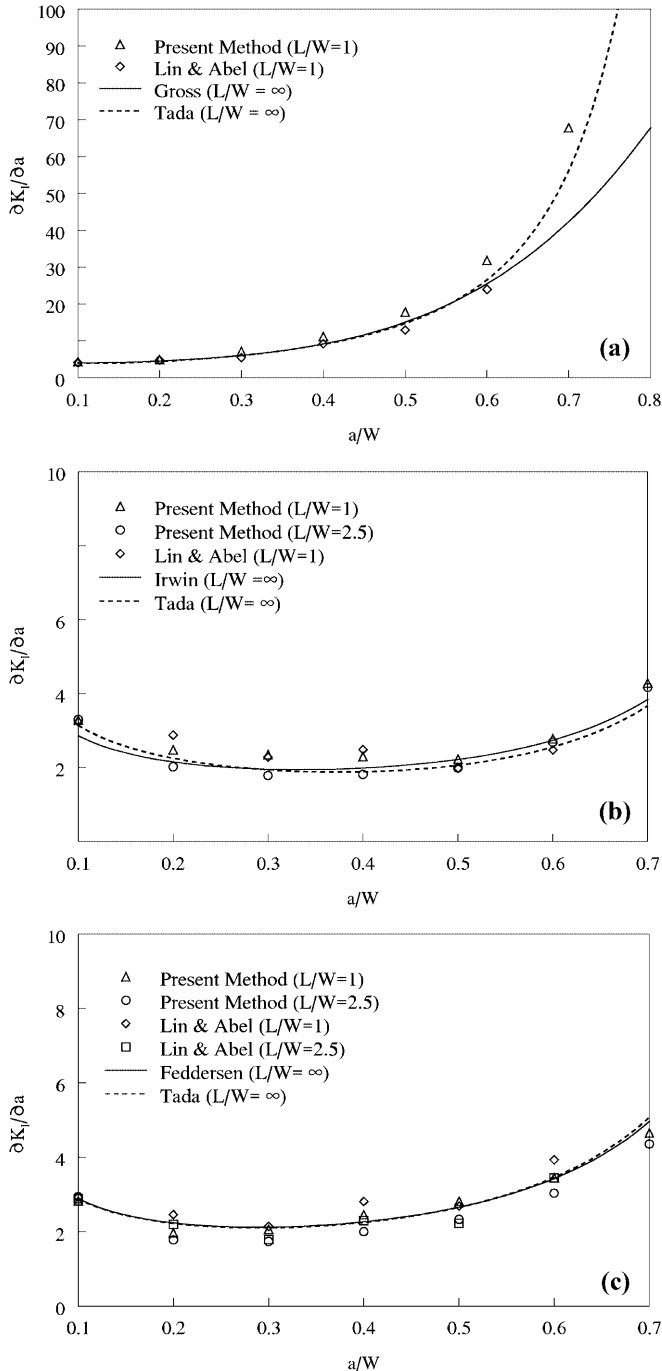 100
90
80
70
60
50
40
30
20
10
0
∂K_I/∂a
△ Present Method (L/W=1)
◇ Lin & Abel (L/W=1)
Gross (L/W = ∞)
Tada (L/W = ∞)
(a)
0.1 0.2 0.3 0.4 0.5 0.6 0.7 0.8
a/W
10
8
6
4
2
∂K_I/∂a
△ Present Method (L/W=1)
○ Present Method (L/W=2.5)
◇ Lin & Abel (L/W=1)
Irwin (L/W =∞)
Tada (L/W= ∞)
(b)
0.1 0.2 0.3 0.4 0.5 0.6 0.7
a/W
10
8
6
4
2
0
∂K_I/∂a
△ Present Method (L/W=1)
○ Present Method (L/W=2.5)
◇ Lin & Abel (L/W=1)
□ Lin & Abel (L/W=2.5)
Feddersen (L/W= ∞)
Tada (L/W= ∞)
(c)
0.1 0.2 0.3 0.4 0.5 0.6 0.7
a/W